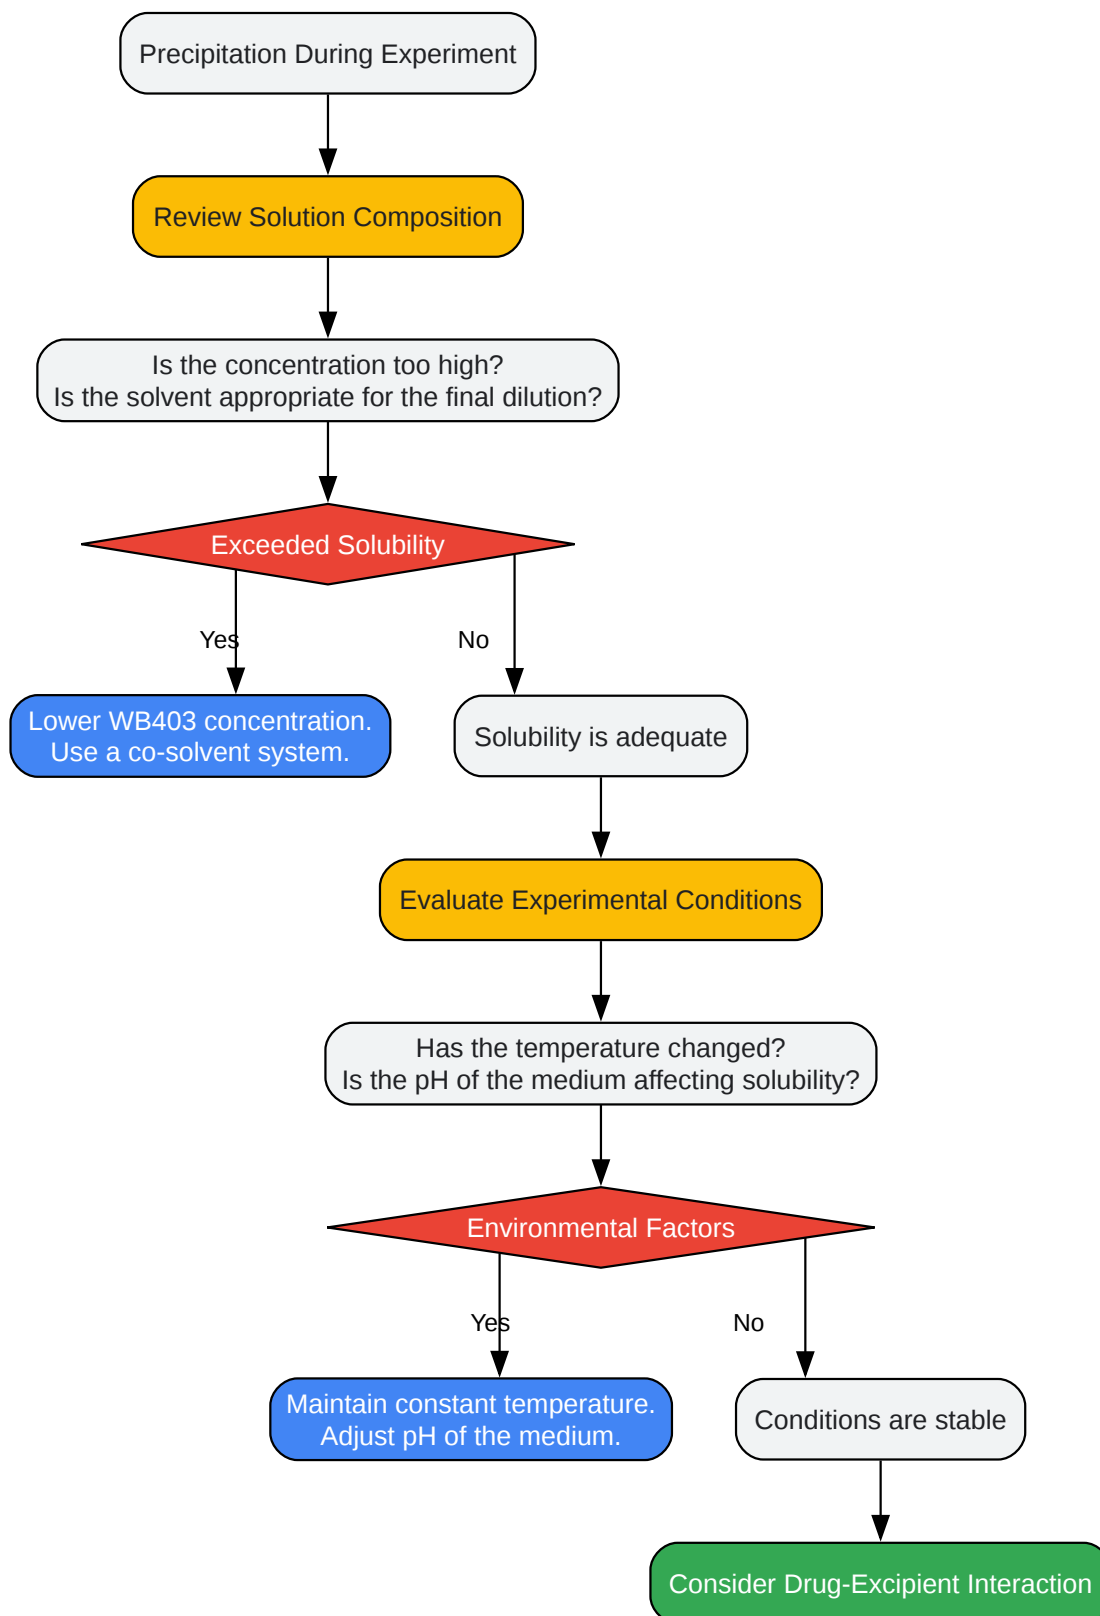 Precipitation During Experiment
Review Solution Composition
Is the concentration too high?
Is the solvent appropriate for the final dilution?
Exceeded Solubility
Yes
No
Lower WB403 concentration.
Use a co-solvent system.
Solubility is adequate
Evaluate Experimental Conditions
Has the temperature changed?
Is the pH of the medium affecting solubility?
Environmental Factors
Yes
No
Maintain constant temperature.
Adjust pH of the medium.
Conditions are stable
Consider Drug-Excipient Interaction